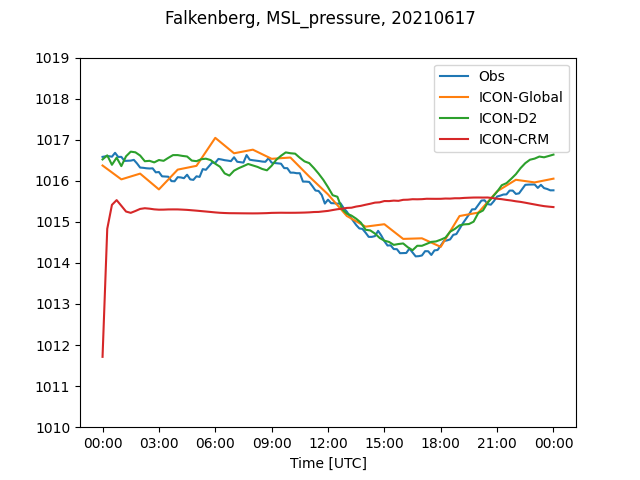 Falkenberg, MSL_pressure, 20210617
1019
1018
1017
1016
1015
1014
1013
1012
1011
1010
Obs
ICON-Global
ICON-D2
ICON-CRM
00:00 03:00 06:00 09:00 12:00 15:00 18:00 21:00 00:00
Time [UTC]